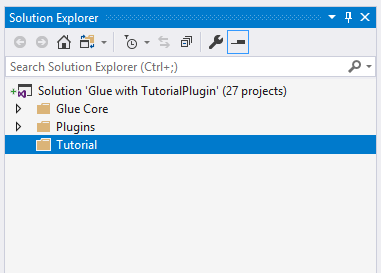 Solution Explorer
Search Solution Explorer (Ctrl+;)
Solution 'Glue with TutorialPlugin' (27 projects)
Glue Core
Plugins
Tutorial